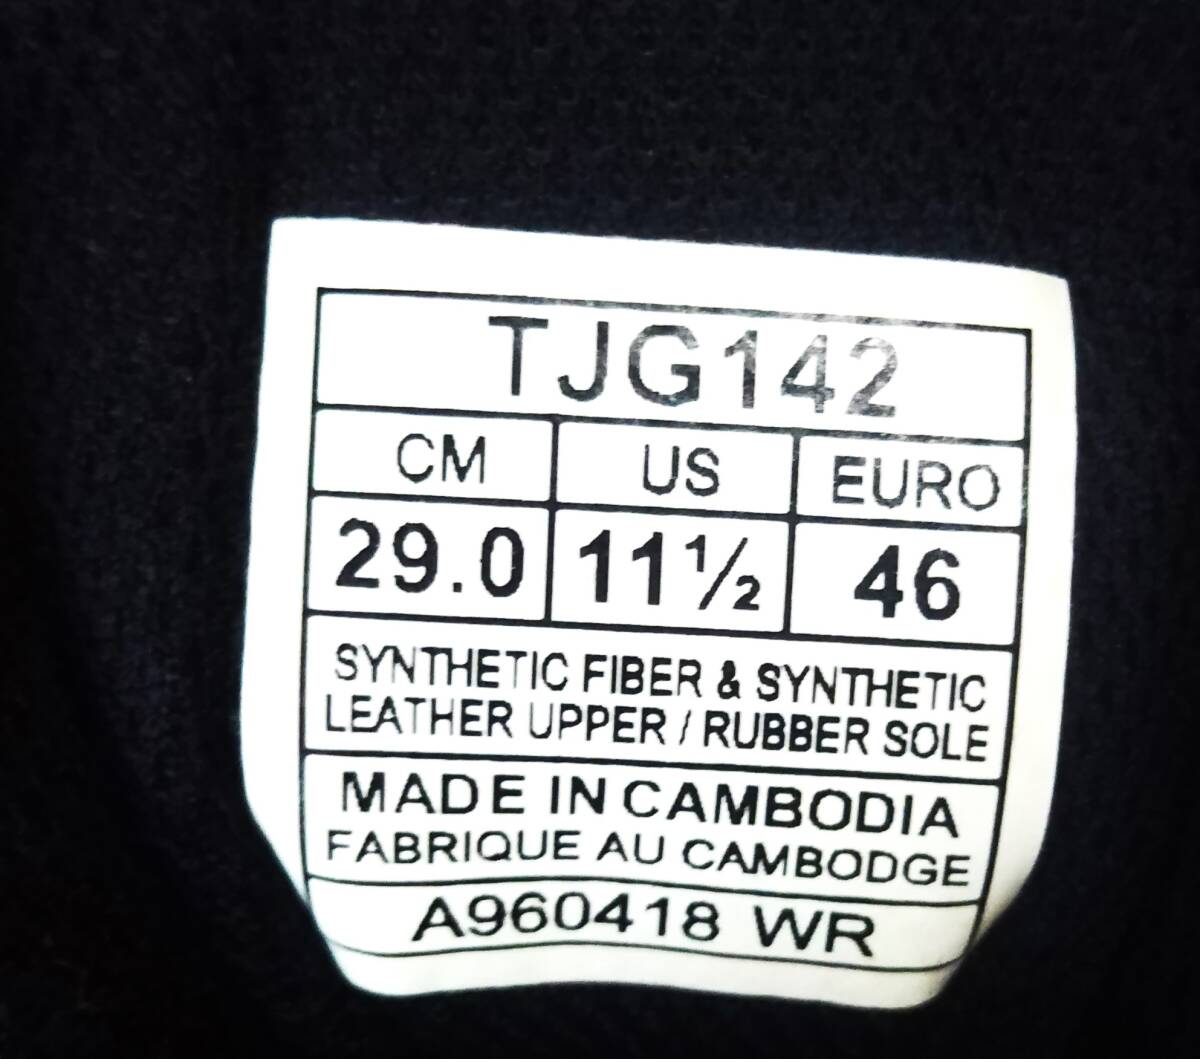 TJG142
CM US EURO
29.0 11½ 46
SYNTHETIC FIBER & SYNTHETIC
LEATHER UPPER / RUBBER SOLE
MADE IN CAMBODIA
FABRIQUE AU CAMBODGE
A960418 WR